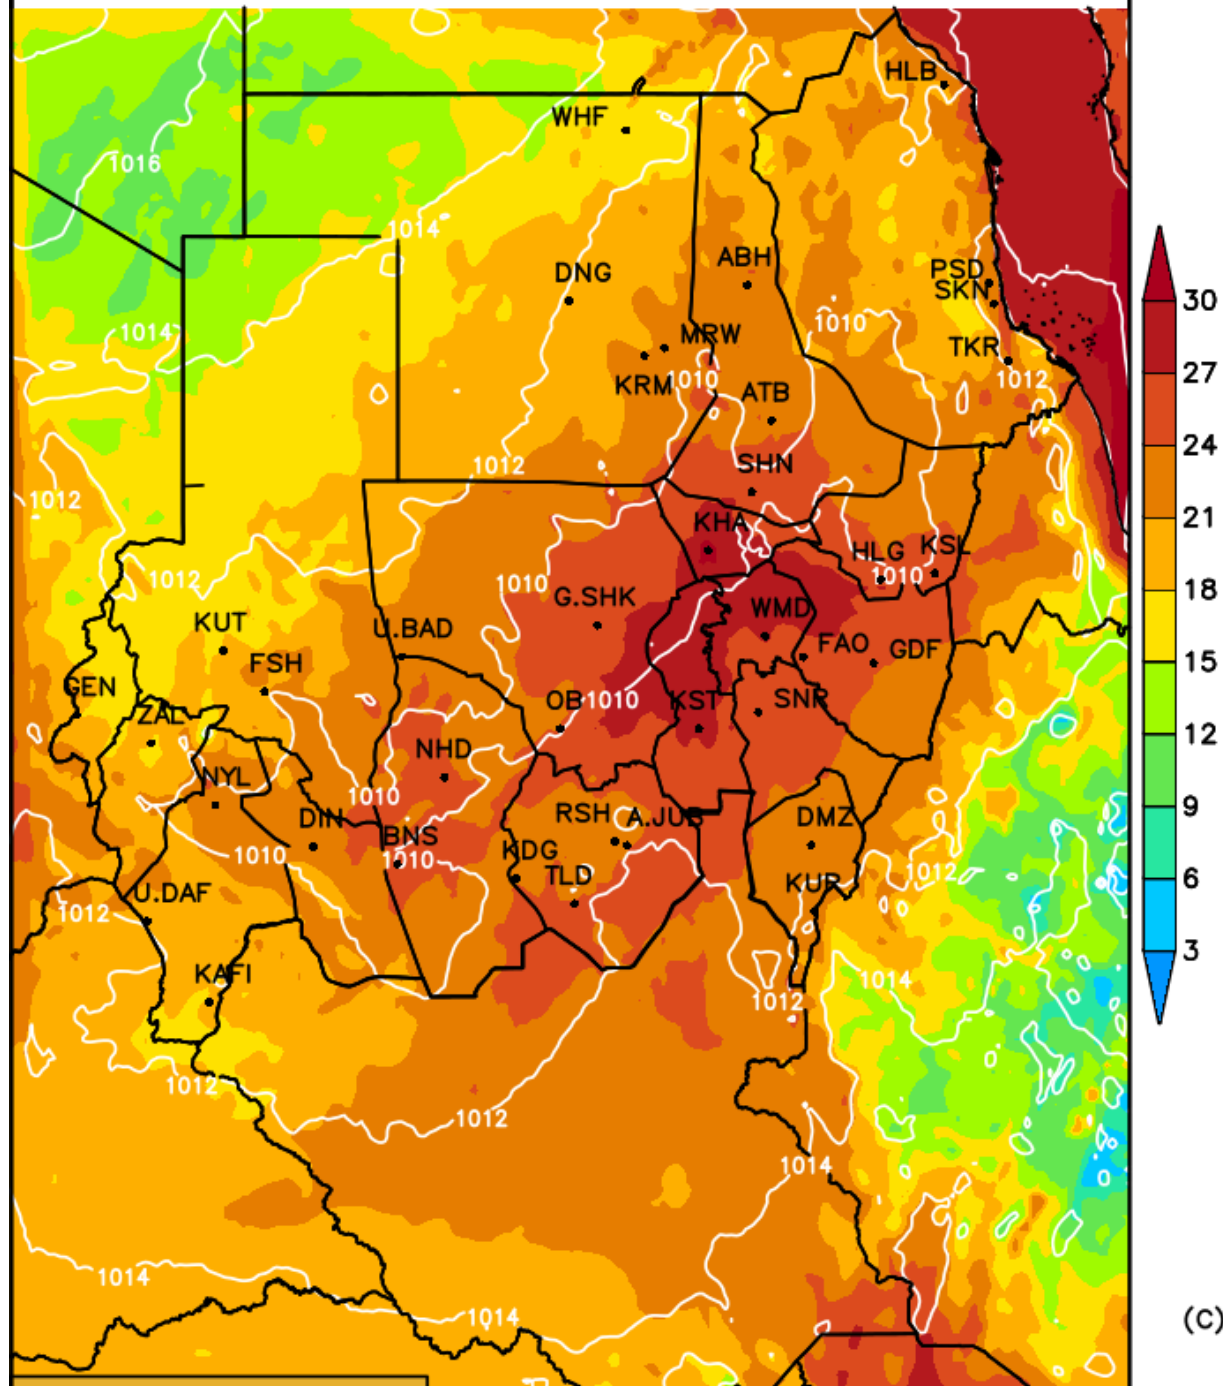 HLB
WHF
1016
1014
ABH
DNG
PSD
SKN
1010
1014
MRW
TKR
KRM
1010
1012
ATB
SHN
1012
1012
KHA
HLG
KSL
1012
1010
1010
G.SHK
WMD
KUT
U.BAD
FAO
GDF
FSH
GEN
OB
1010
KST
SNR
ZAL
NHD
NYL
1010
DIN
RSH
A.JUB
DMZ
BNS
1010
1010
KDG
TLD
1012
KUR
U.DAF
1012
KAFI
1014
1012
1012
1012
1014
1014
1014
30
27
24
21
18
15
12
9
6
3
(C)